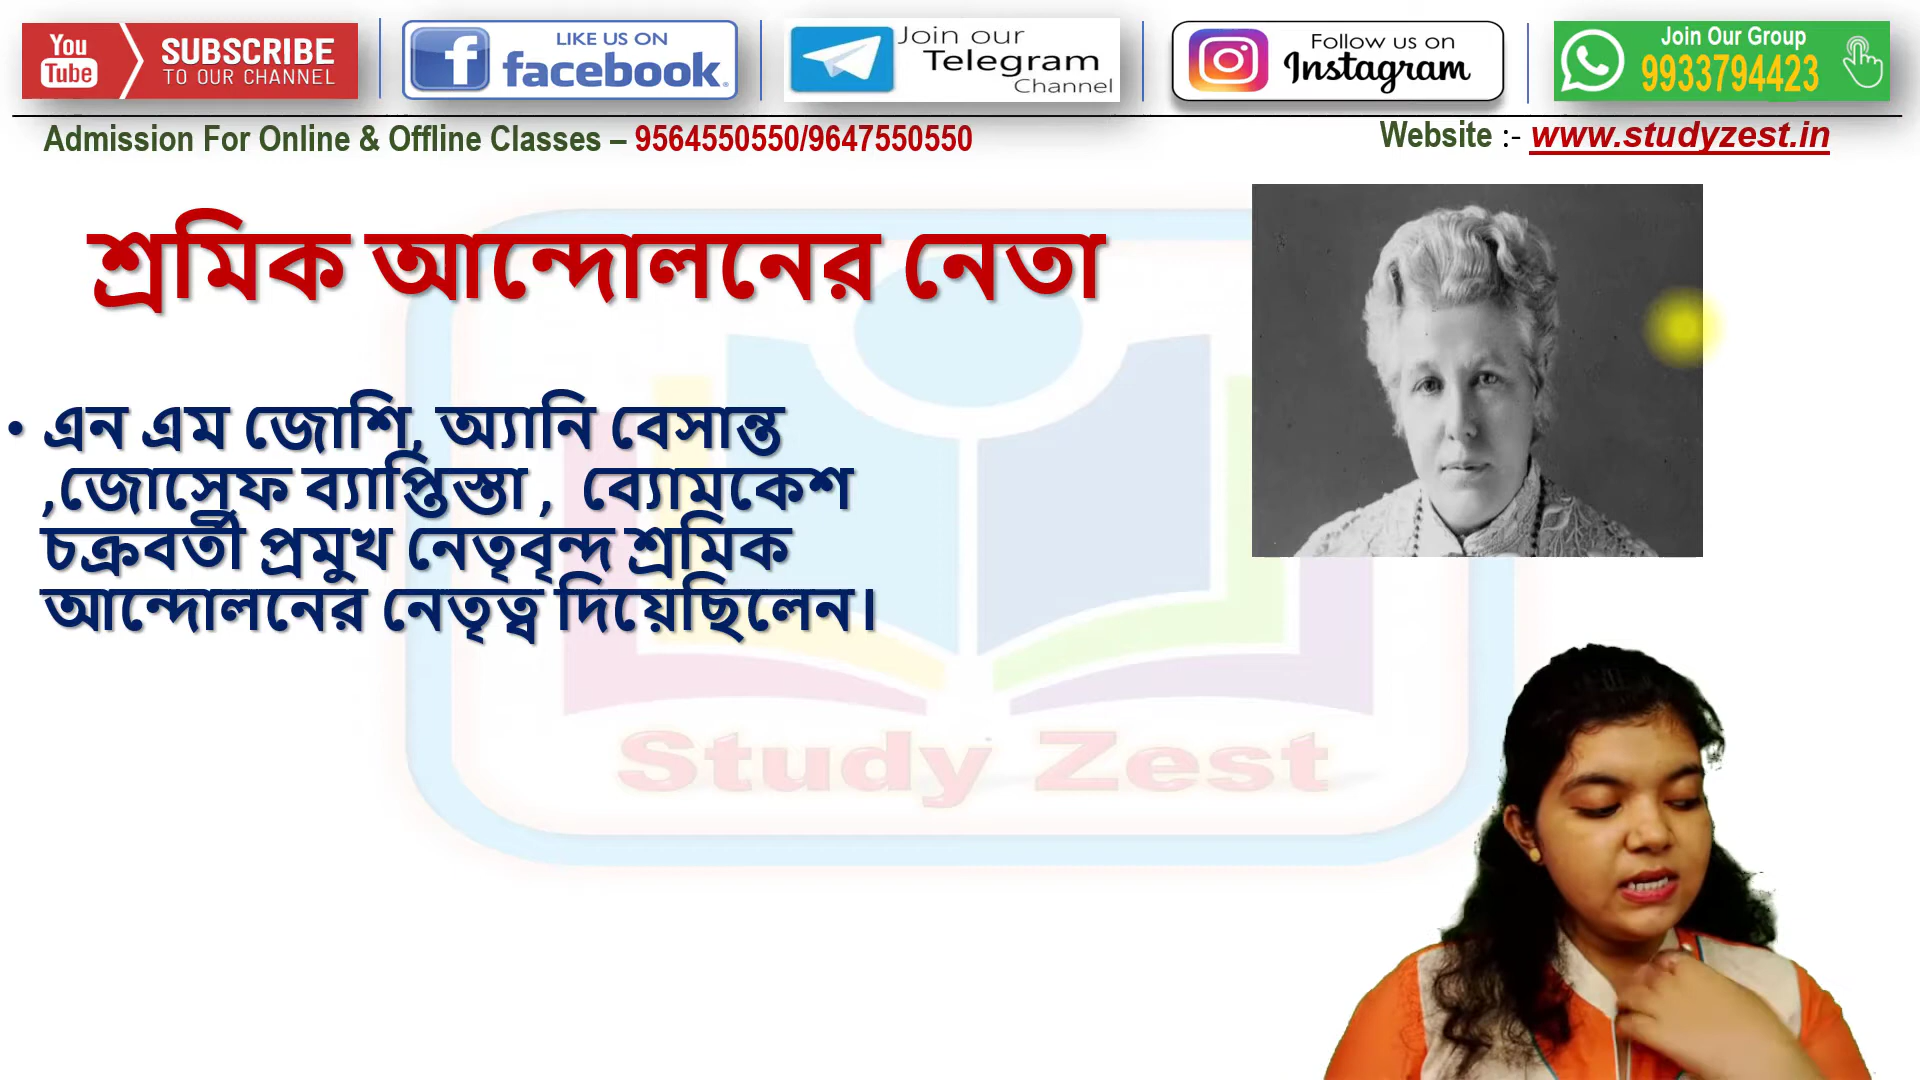 You Tube SUBSCRIBE TO OUR CHANNEL
LIKE US ON facebook.
Join our Telegram Channel
Follow us on Instagram
Join Our Group 9933794423
Admission For Online & Offline Classes – 9564550550/9647550550
Website :- www.studyzest.in
শ্রমিক আন্দোলনের নেতা
• এন এম জোশি, অ্যানি বেসান্ত
,জোসেফ ব্যাপ্তিস্তা , ব্যোমকেশ
চক্রবর্তী প্রমুখ নেতৃবৃন্দ শ্রমিক
আন্দোলনের নেতৃত্ব দিয়েছিলেন।
Study Zest